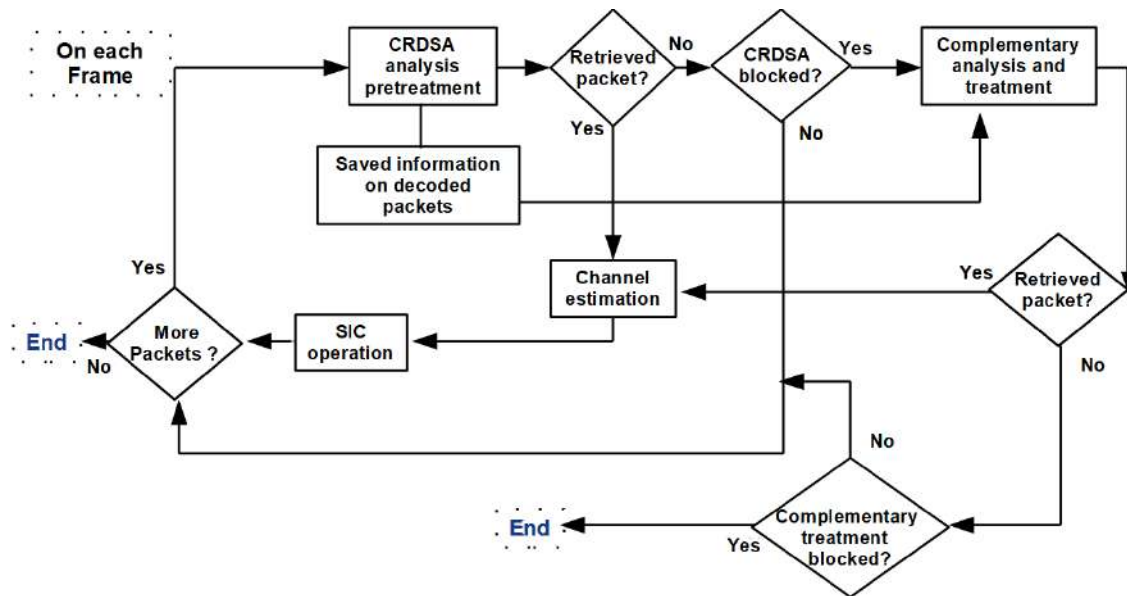 On each
Frame
CRDSA
analysis
pretreatment
Retrieved
packet?
No
CRDSA
blocked?
Yes
Complementary
analysis and
treatment
Yes
No
Saved information
on decoded
packets
Yes
Channel
estimation
Yes
Retrieved
packet?
End
No
More
Packets ?
SIC
operation
No
No
End
Yes
Complementary
treatment
blocked?